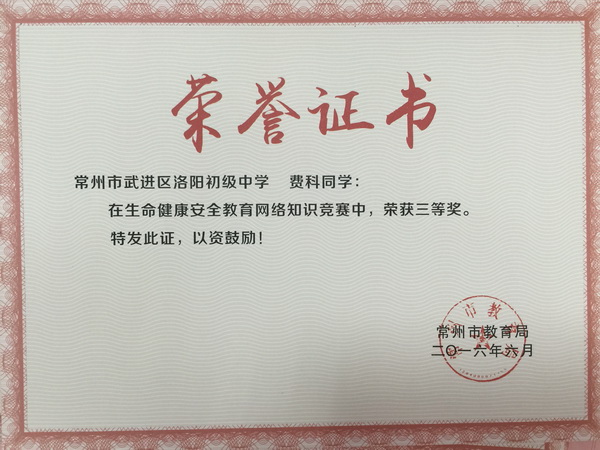 荣誉证书
常州市武进区洛阳初级中学 费科同学：
在生命健康安全教育网络知识竞赛中，荣获三等奖。
特发此证，以资鼓励！
常州市教育局
二〇一六年六月